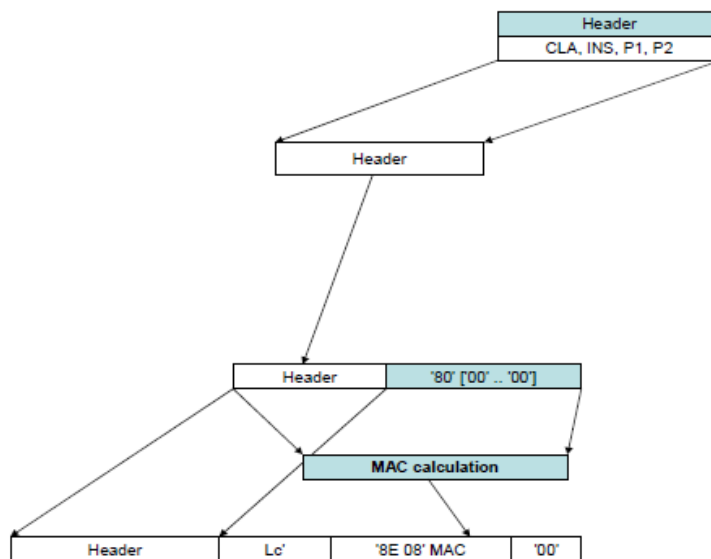 Header
CLA, INS, P1, P2
Header
Header '80' ['00' .. '00']
MAC calculation
Header Lc' '8E 08' MAC '00'